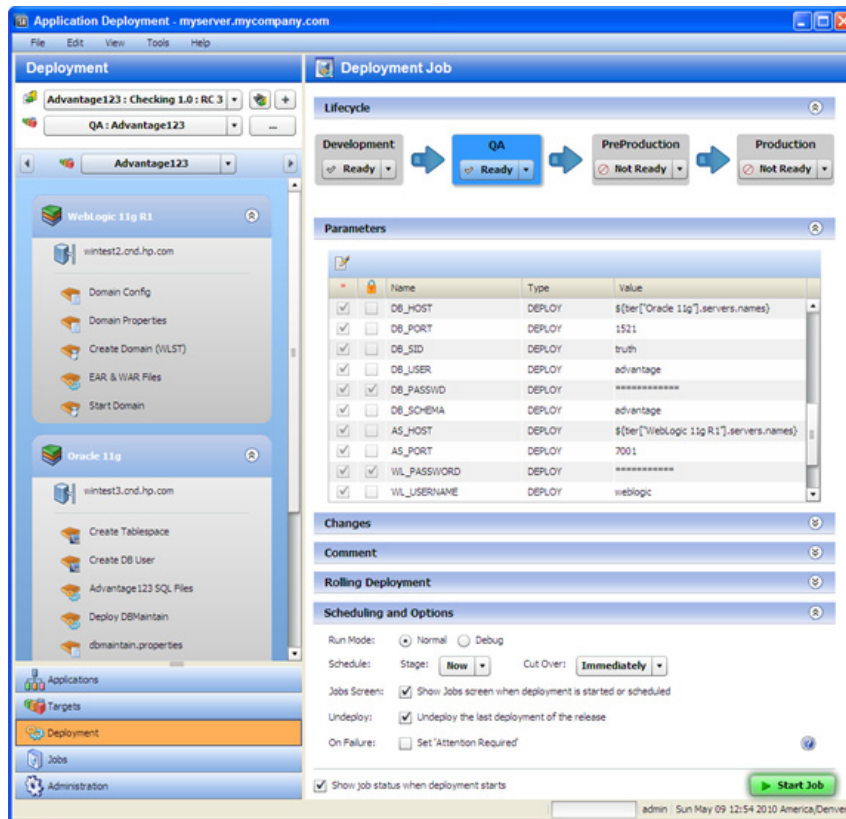 Application Deployment - myserver.mycompany.com
File Edit View Tools Help
Deployment
Advantage123 : Checking 1.0 : RC 3
QA : Advantage123
...
Advantage123
WebLogic 11g R1
wintest2.cnd.hp.com
Domain Config
Domain Properties
Create Domain (WLST)
EAR & WAR Files
Start Domain
Oracle 11g
wintest3.cnd.hp.com
Create Tablespace
Create DB User
Advantage123 SQL Files
Deploy DBMaintain
dbmaintain.properties
Applications
Targets
Deployment
Jobs
Administration
Deployment Job
Lifecycle
Development QA PreProduction Production
Ready Ready Not Ready Not Ready
Parameters
* Name Type Value
DB_HOST DEPLOY ${tier["Oracle 11g"].servers.names}
DB_PORT DEPLOY 1521
DB_SID DEPLOY truth
DB_USER DEPLOY advantage
DB_PASSWD DEPLOY ************
DB_SCHEMA DEPLOY advantage
AS_HOST DEPLOY ${tier["WebLogic 11g R1"].servers.names}
AS_PORT DEPLOY 7001
WL_PASSWORD DEPLOY ***********
WL_USERNAME DEPLOY weblogic
Changes
Comment
Rolling Deployment
Scheduling and Options
Run Mode: Normal Debug
Schedule: Stage: Now Cut Over: Immediately
Jobs Screen: Show Jobs screen when deployment is started or scheduled
Undeploy: Undeploy the last deployment of the release
On Failure: Set 'Attention Required'
Show job status when deployment starts
Start Job
admin Sun May 09 12:54 2010 America/Denver